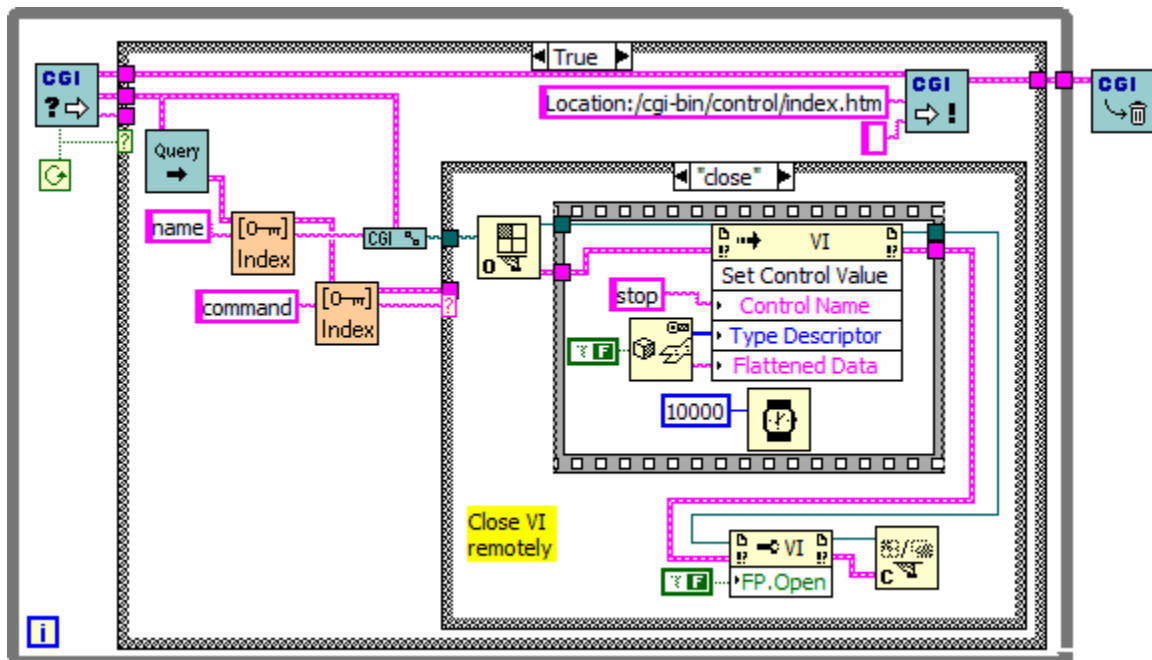 True
CGI
?
CGI
!
CGI
Location:/cgi-bin/control/index.htm
?
Query
"close"
name
[O
]
Index
CGI
O
VI
Set Control Value
stop
Control Name
Type Descriptor
F
Flattened Data
command
[O
]
Index
?
10000
Close VI
remotely
VI
C
F
FP.Open
i